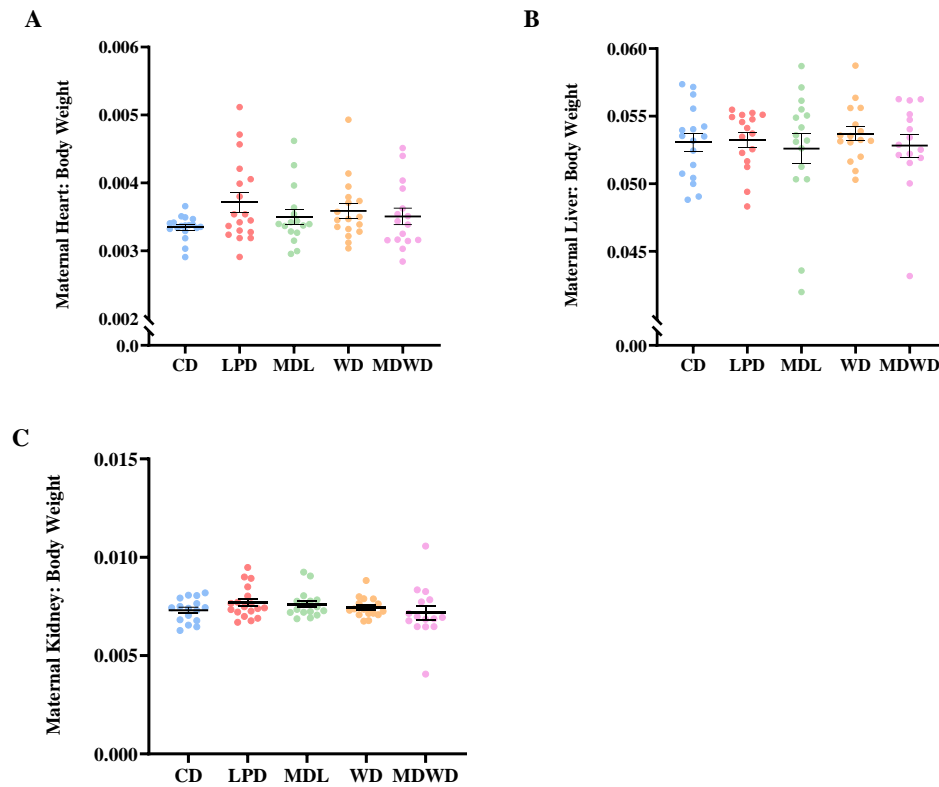 A
Maternal Heart: Body Weight
0.006
0.005
0.004
0.003
0.002
0.0
CD LPD MDL WD MDWD
B
Maternal Liver: Body Weight
0.060
0.055
0.050
0.045
0.00
CD LPD MDL WD MDWD
C
Maternal Kidney: Body Weight
0.015
0.010
0.005
0.000
CD LPD MDL WD MDWD